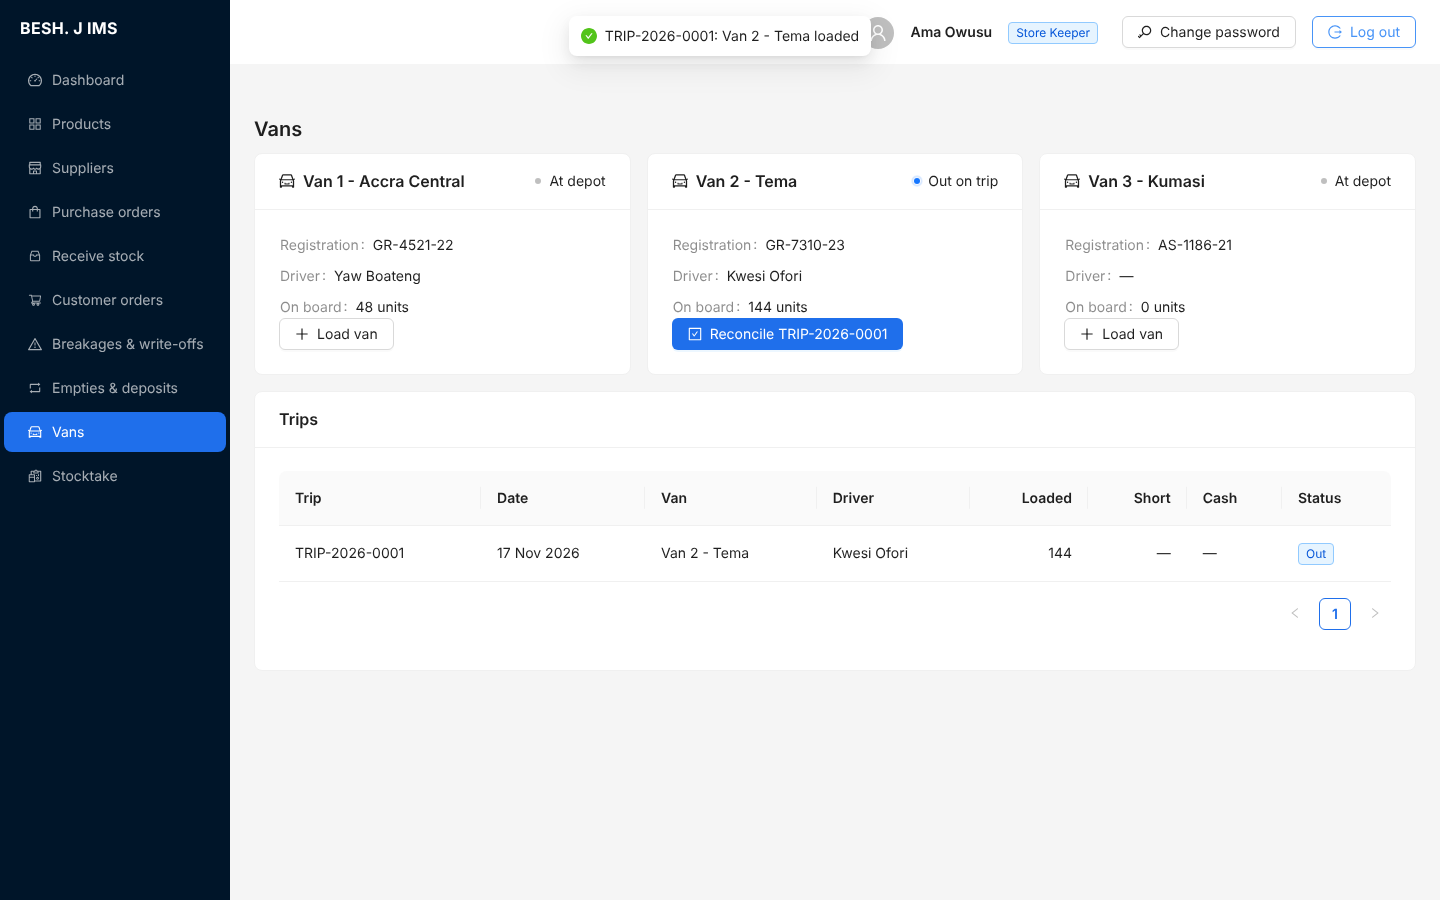 BESH. J IMS
Dashboard
Products
Suppliers
Purchase orders
Receive stock
Customer orders
Breakages & write-offs
Empties & deposits
Vans
Stocktake
TRIP-2026-0001: Van 2 - Tema loaded
Ama Owusu
Store Keeper
Change password
Log out
Vans
Van 1 - Accra Central
At depot
Registration: GR-4521-22
Driver: Yaw Boateng
On board: 48 units
Load van
Van 2 - Tema
Out on trip
Registration: GR-7310-23
Driver: Kwesi Ofori
On board: 144 units
Reconcile TRIP-2026-0001
Van 3 - Kumasi
At depot
Registration: AS-1186-21
Driver: —
On board: 0 units
Load van
Trips
Trip Date Van Driver Loaded Short Cash Status
TRIP-2026-0001 17 Nov 2026 Van 2 - Tema Kwesi Ofori 144 — — Out
1